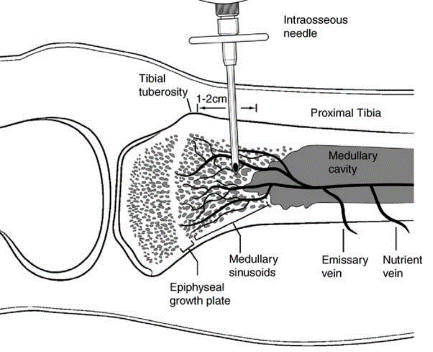 Intraosseous
needle
Tibial
tuberosity
1-2cm
Proximal Tibia
Medullary
cavity
Medullary
sinusoids
Emissary
vein
Nutrient
vein
Epiphyseal
growth plate